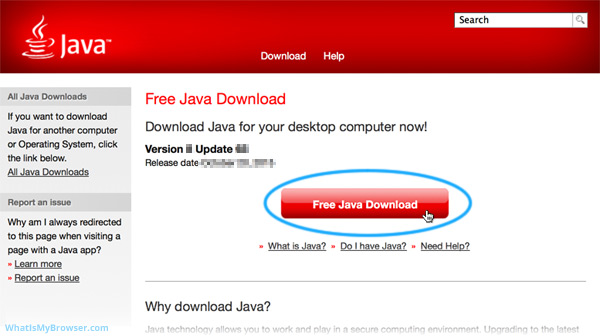 Java™
Search
Download Help
All Java Downloads
If you want to download
Java for another computer
or Operating System, click
the link below.
All Java Downloads
Report an issue
Why am I always redirected
to this page when visiting a
page with a Java app?
» Learn more
» Report an issue
Free Java Download
Download Java for your desktop computer now!
Version Update
Release date
Free Java Download
» What is Java? » Do I have Java? » Need Help?
Why download Java?
Java technology allows you to work and play in a secure computing environment. Upgrading to the latest
WhatIsMyBrowser.com